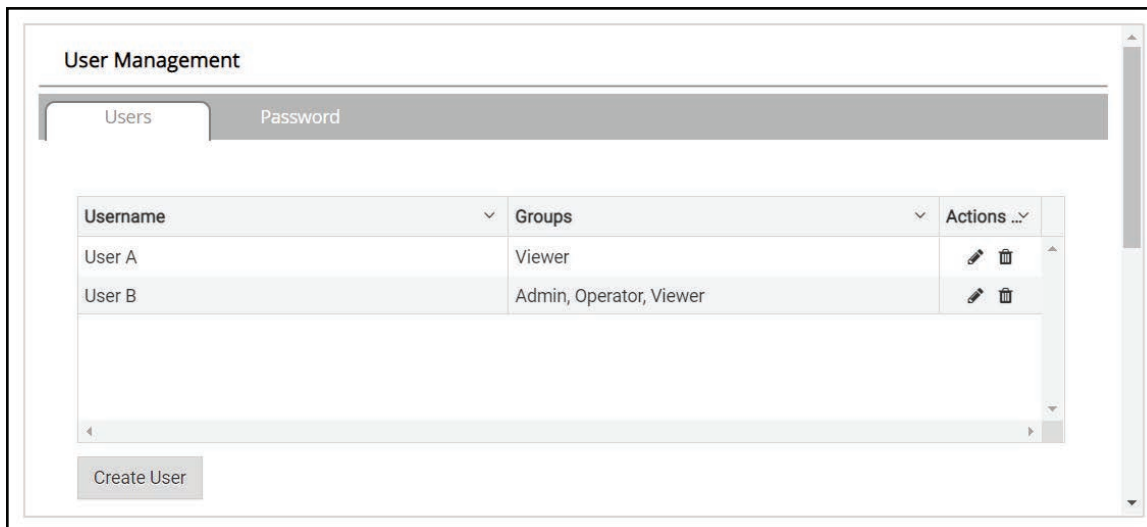 User Management
Users Password
Username Groups Actions ...
User A Viewer
User B Admin, Operator, Viewer
Create User